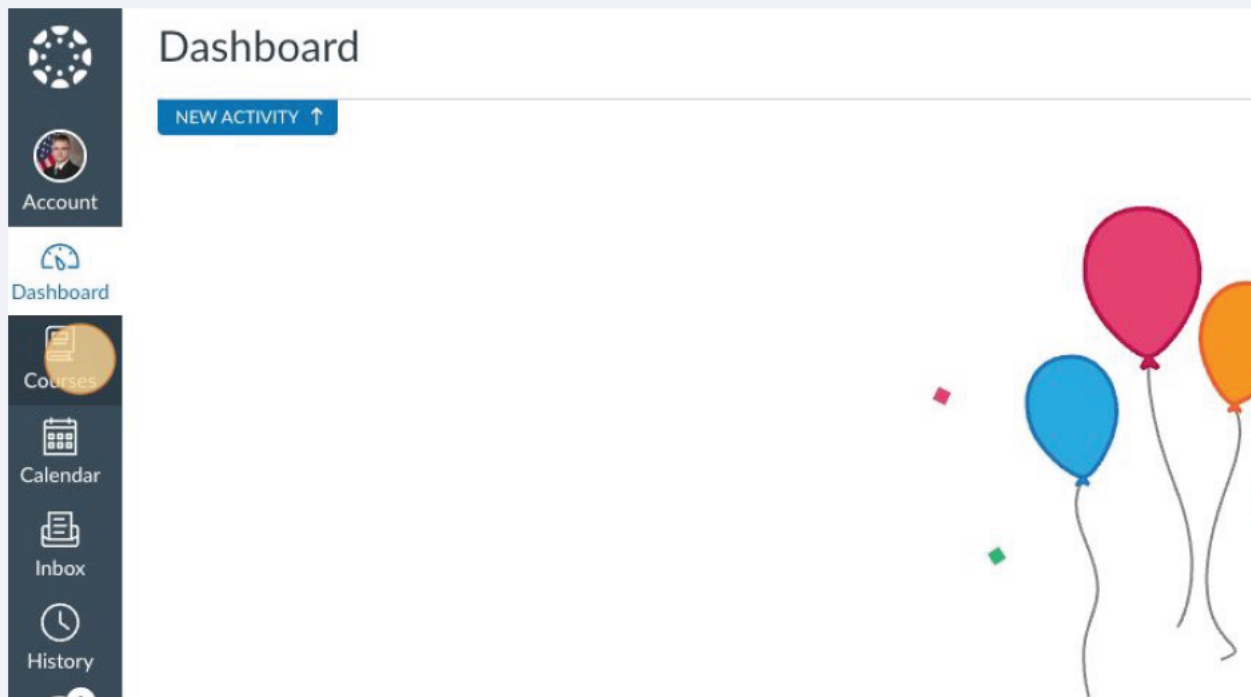 Dashboard
NEW ACTIVITY ↑
Account
Dashboard
Courses
Calendar
Inbox
History